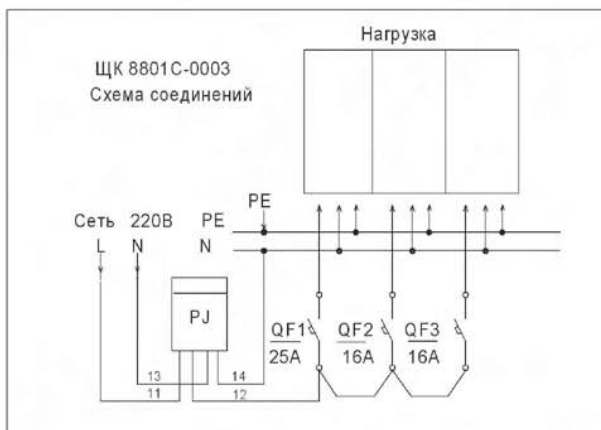 Нагрузка
ЩК 8801С-0003
Схема соединений
PE
Сеть 220В PE
L N N
PJ
QF1 QF2 QF3
25A 16A 16A
13 14
11 12